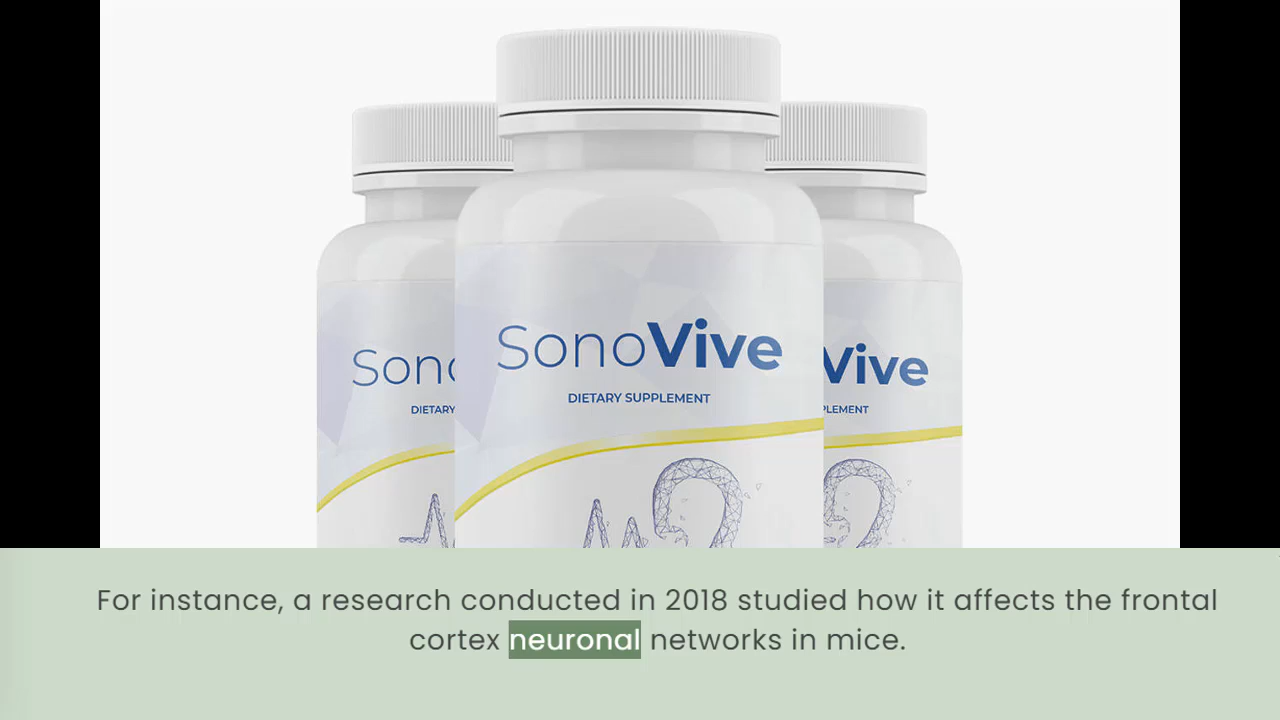 SonoVive
DIETARY SUPPLEMENT
Sono
DIETARY
Vive
PLEMENT
For instance, a research conducted in 2018 studied how it affects the frontal
cortex neuronal networks in mice.